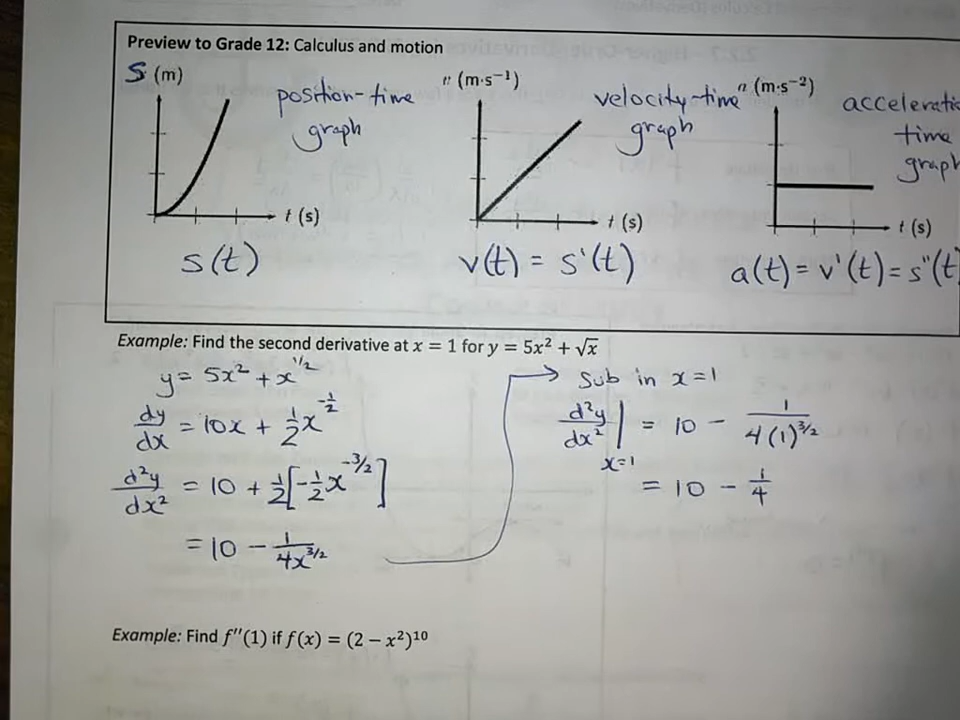 Preview to Grade 12: Calculus and motion
S (m)
position-time
graph
t (s)
s(t)
" (m·s⁻¹)
velocity-time
graph
t (s)
v(t) = s'(t)
" (m·s⁻²)
time
graph
t (s)
a(t) = v'(t) = s"(t)
Example: Find the second derivative at x = 1 for y = 5x² + √x
y = 5x² + x^1/2
dy/dx = 10x + 1/2 x^-1/2
d²y/dx² = 10 + 1/2[-1/2 x^-3/2]
= 10 - 1/4x^3/2
→ Sub in x = 1
d²y/dx² | x=1 = 10 - 1/4(1)^3/2
= 10 - 1/4
Example: Find f''(1) if f(x) = (2 − x²)¹⁰